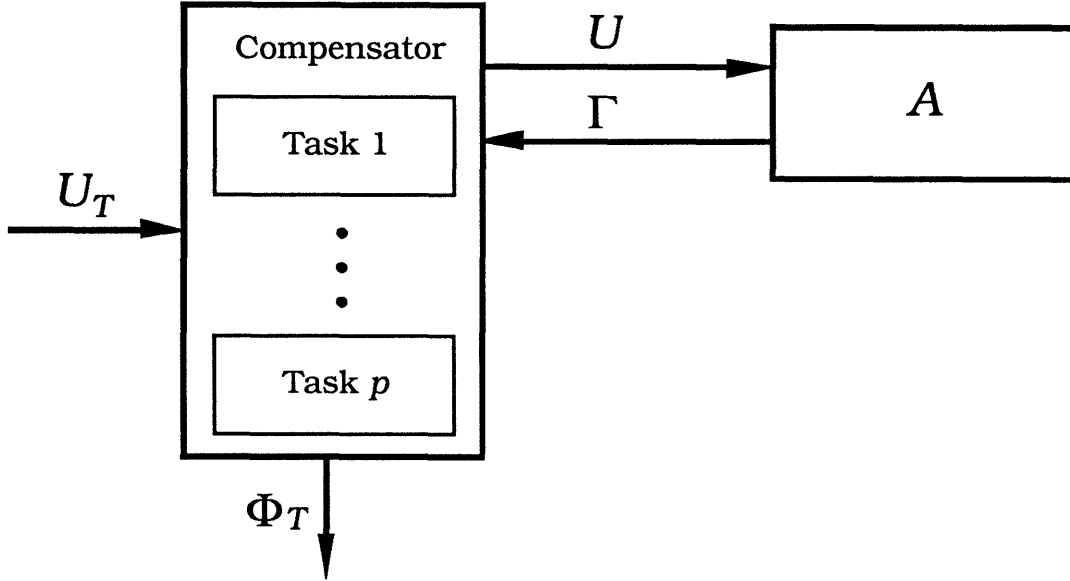 Compensator
Task 1
Task p
U_T
U
Γ
A
Φ_T